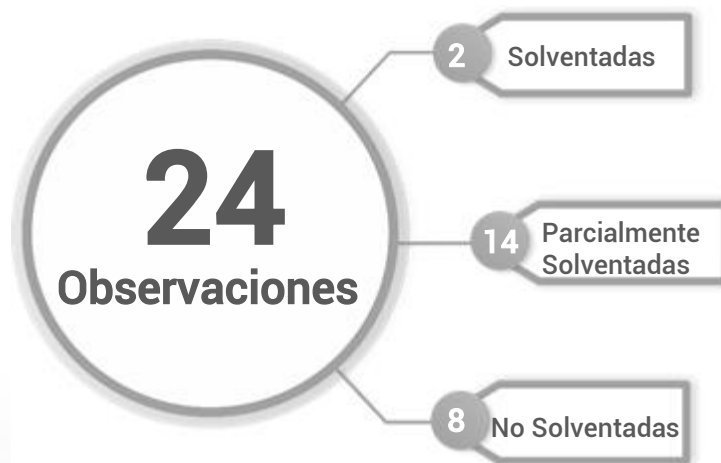 24
Observaciones
2
Solventadas
14
Parcialmente
Solventadas
8
No Solventadas